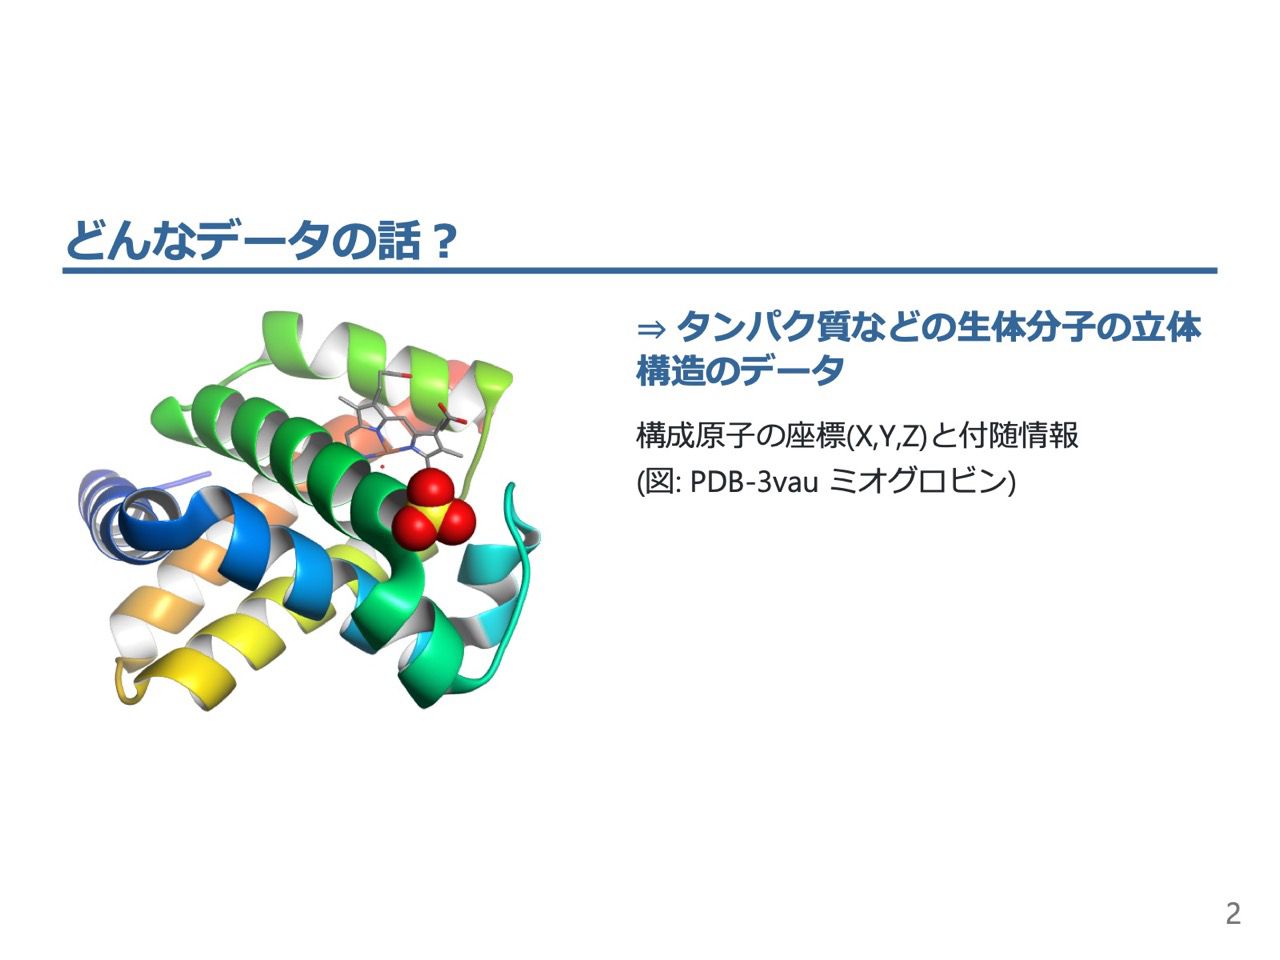 どんなデータの話？
⇒ タンパク質などの生体分子の立体
構造のデータ
構成原子の座標(X,Y,Z)と付随情報
(図: PDB-3vau ミオグロビン)
2